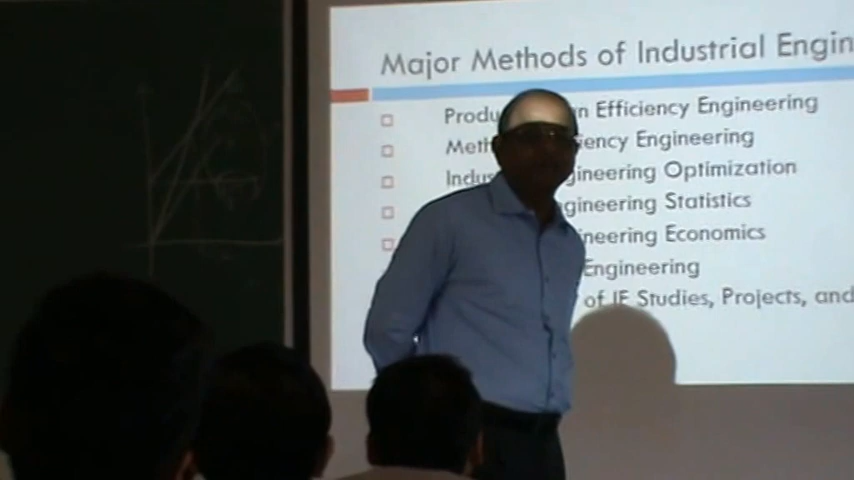 Major Methods of Industrial Engin
Produ n Efficiency Engineering
Meth iency Engineering
Indus gineering Optimization
gineering Statistics
neering Economics
Engineering
of IE Studies, Projects, and